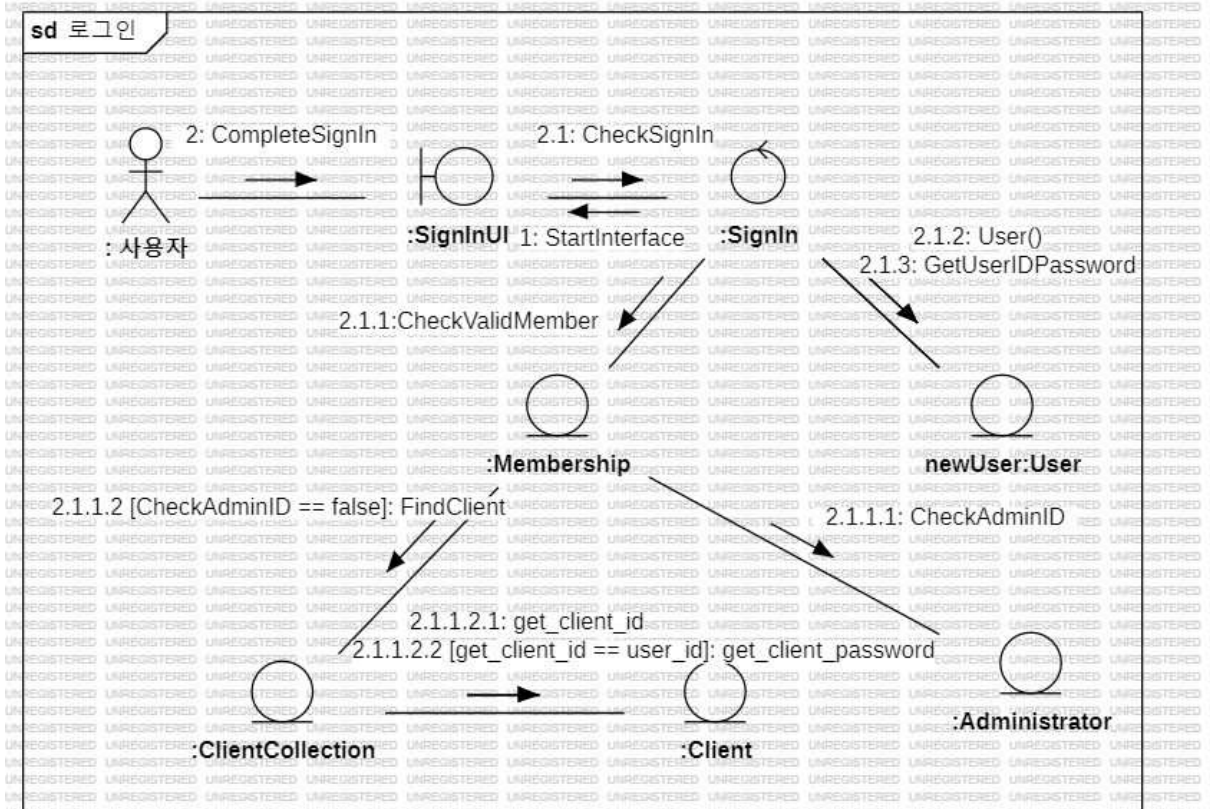 sd 로그인
2: CompleteSignIn
2.1: CheckSignIn
: 사용자
:SignInUI
1: StartInterface
:SignIn
2.1.2: User()
2.1.3: GetUserIDPassword
2.1.1:CheckValidMember
:Membership
newUser:User
2.1.1.2 [CheckAdminID == false]: FindClient
2.1.1.1: CheckAdminID
2.1.1.2.1: get_client_id
2.1.1.2.2 [get_client_id == user_id]: get_client_password
:Administrator
:ClientCollection
:Client
UNREGISTERED